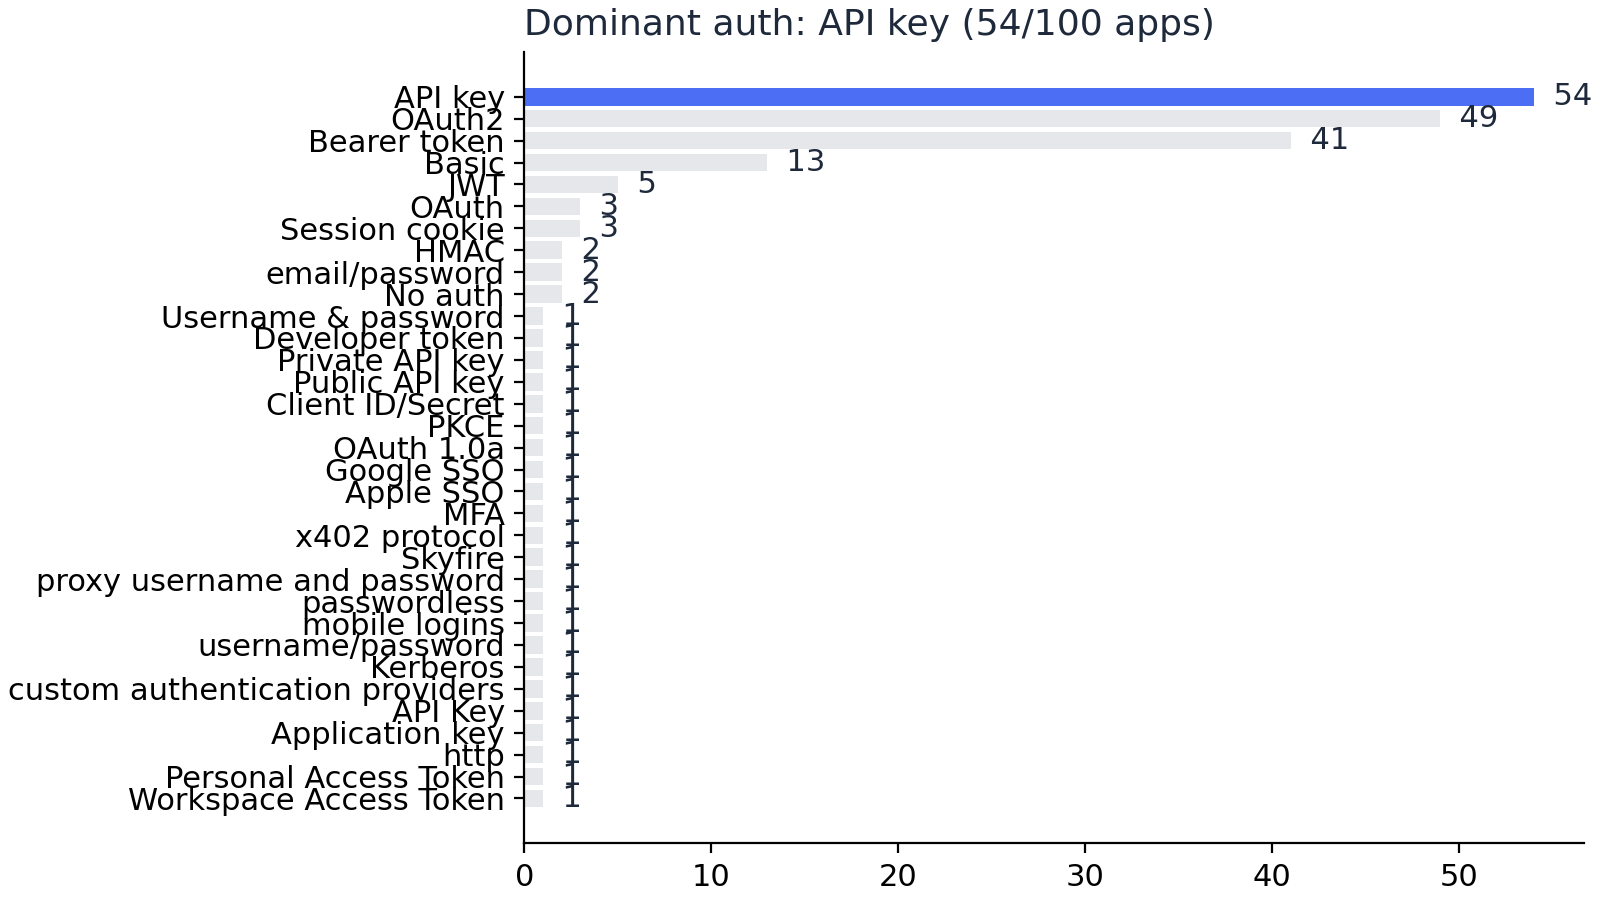 Dominant auth: API key (54/100 apps)
API key 54
OAuth2 49
Bearer token 41
Basic 13
JWT 5
OAuth 3
Session cookie 3
HMAC 2
email/password 2
No auth 2
Username & password 1
Developer token 1
Private API key 1
Public API key 1
Client ID/Secret 1
PKCE 1
OAuth 1.0a 1
Google SSO 1
Apple SSO 1
MFA 1
x402 protocol 1
Skyfire 1
proxy username and password 1
passwordless 1
mobile logins 1
username/password 1
Kerberos 1
custom authentication providers 1
API Key 1
Application key 1
http 1
Personal Access Token 1
Workspace Access Token 1
0 10 20 30 40 50